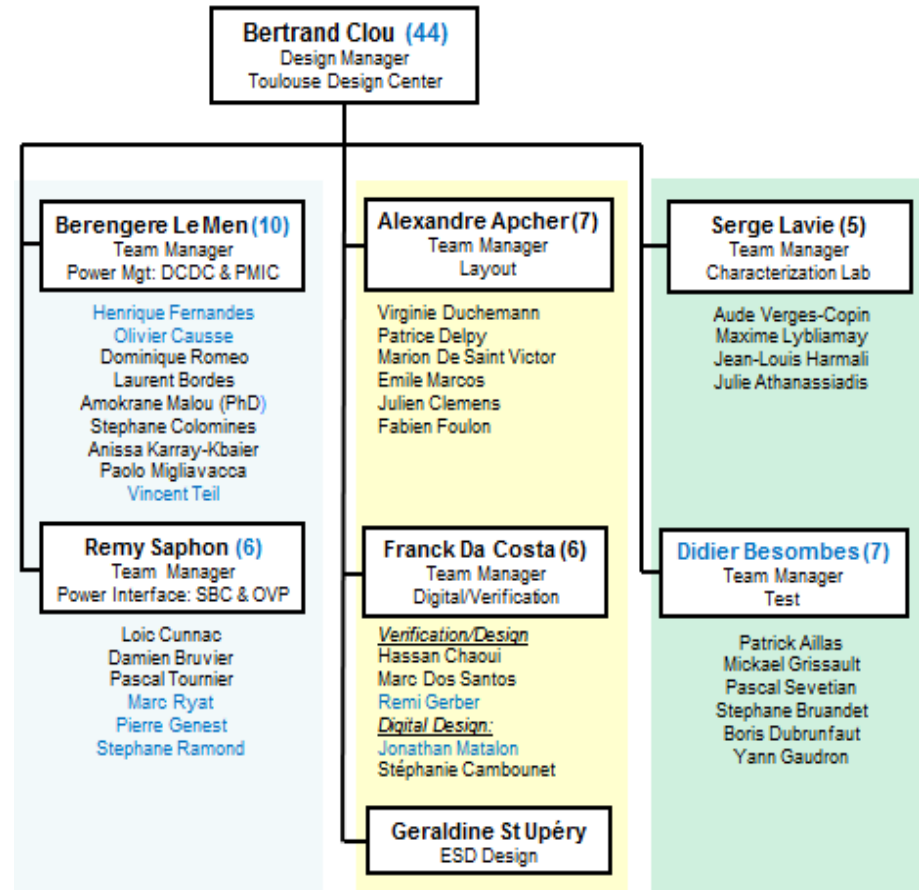 Bertrand Clou (44)
Design Manager
Toulouse Design Center
Berengere Le Men (10)
Team Manager
Power Mgt: DCDC & PMIC
Henrique Fernandes
Olivier Causse
Dominique Romeo
Laurent Bordes
Amokrane Malou (PhD)
Stephane Colomines
Anissa Karray-Kbaier
Paolo Migliavacca
Vincent Teil
Remy Saphon (6)
Team Manager
Power Interface: SBC & OVP
Loic Cunnac
Damien Bruvier
Pascal Tournier
Marc Ryat
Pierre Genest
Stephane Ramond
Alexandre Apcher (7)
Team Manager
Layout
Virginie Duchemann
Patrice Delpy
Marion De Saint Victor
Emile Marcos
Julien Clemens
Fabien Foulon
Franck Da Costa (6)
Team Manager
Digital/Verification
Verification/Design
Hassan Chaoui
Marc Dos Santos
Remi Gerber
Digital Design:
Jonathan Matalon
Stéphanie Cambounet
Geraldine St Upéry
ESD Design
Serge Lavie (5)
Team Manager
Characterization Lab
Aude Verges-Copin
Maxime Lybliamay
Jean-Louis Harmali
Julie Athanassiadis
Didier Besombes (7)
Team Manager
Test
Patrick Aillas
Mickael Grissault
Pascal Sevetian
Stephane Bruandet
Boris Dubrunfaut
Yann Gaudron